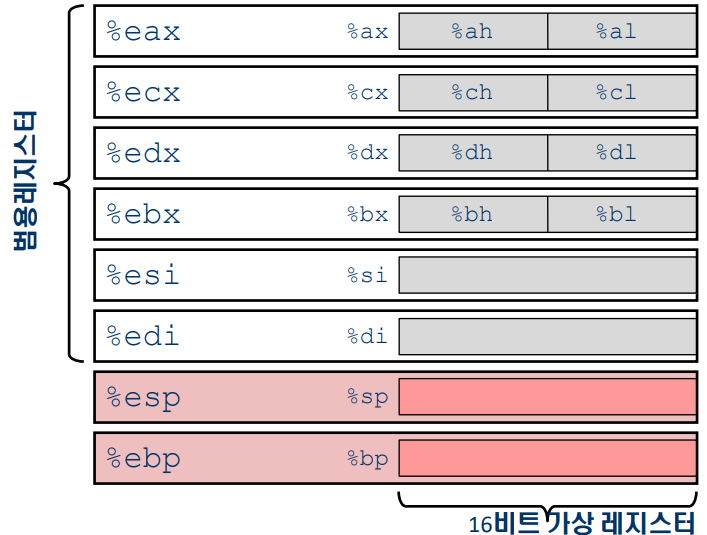 범용레지스터
%eax %ax %ah %al
%ecx %cx %ch %cl
%edx %dx %dh %dl
%ebx %bx %bh %bl
%esi %si
%edi %di
%esp %sp
%ebp %bp
16비트 가상 레지스터